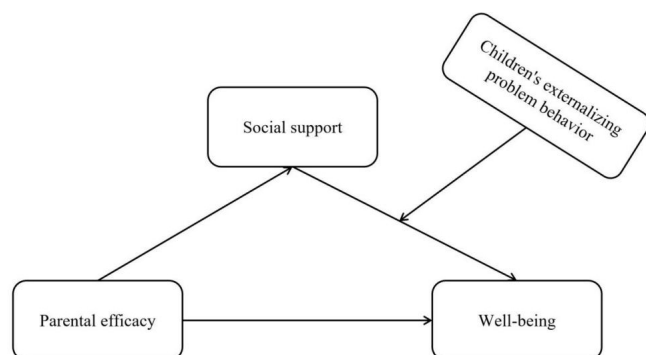 Children's externalizing
problem behavior
Social support
Parental efficacy
Well-being